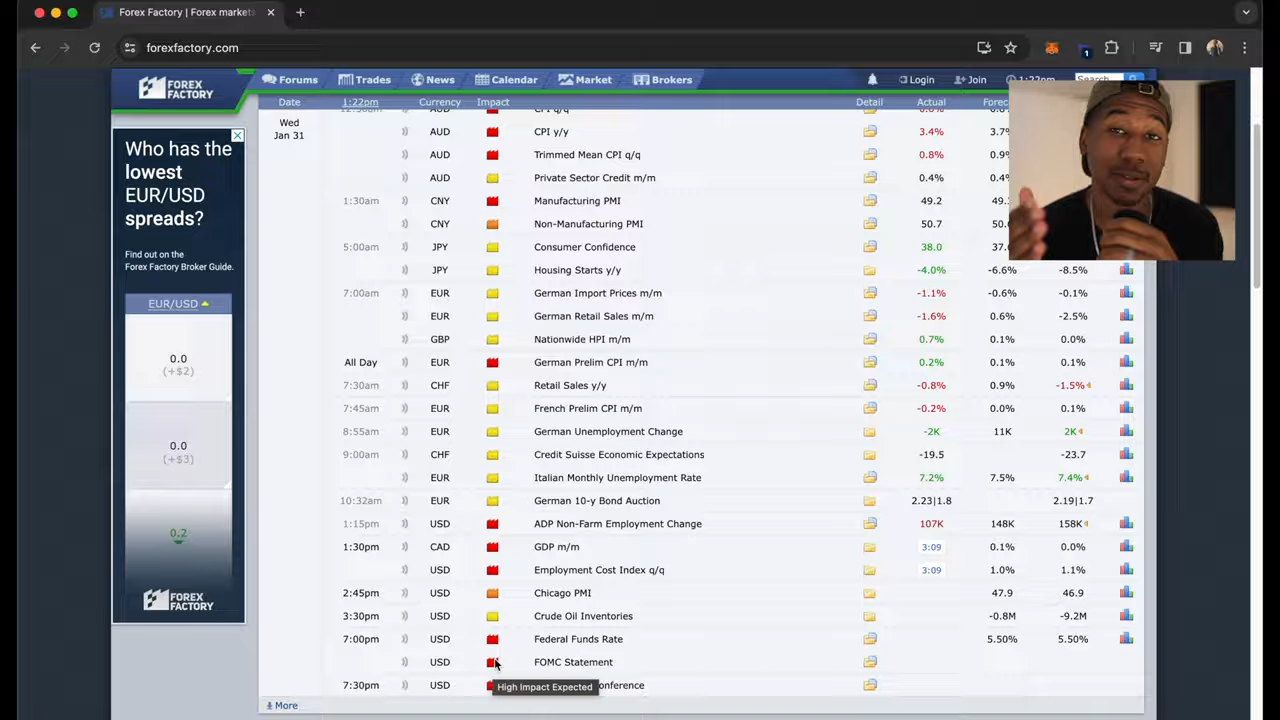 Forex Factory | Forex markets
forexfactory.com
1
FOREX FACTORY
Forums Trades News Calendar Market Brokers Login Join 1:22pm Search
Date 1:22pm Currency Impact Detail Actual
Wed Jan 31
AUD CPI q/q
AUD CPI y/y 3.4% 3.7%
AUD Trimmed Mean CPI q/q 0.8%
AUD Private Sector Credit m/m 0.4%
1:30am CNY Manufacturing PMI 49.2
CNY Non-Manufacturing PMI 50.7
5:00am JPY Consumer Confidence 38.0
JPY Housing Starts y/y -4.0% -6.6% -8.5%
7:00am EUR German Import Prices m/m -1.1% -0.6% -0.1%
EUR German Retail Sales m/m -1.6% 0.6% -2.5%
GBP Nationwide HPI m/m 0.7% 0.1% 0.0%
All Day EUR German Prelim CPI m/m 0.2% 0.1% 0.1%
7:30am CHF Retail Sales y/y -0.8% 0.9% -1.5%
7:45am EUR French Prelim CPI m/m -0.2% 0.0% 0.1%
8:55am EUR German Unemployment Change -2K 11K 2K
9:00am CHF Credit Suisse Economic Expectations -19.5 -23.7
EUR Italian Monthly Unemployment Rate 7.2% 7.5% 7.4%
10:32am EUR German 10-y Bond Auction 2.23|1.8 2.19|1.7
1:15pm USD ADP Non-Farm Employment Change 107K 148K 158K
1:30pm CAD GDP m/m 3:09 0.1% 0.0%
USD Employment Cost Index q/q 3:09 1.0% 1.1%
2:45pm USD Chicago PMI 47.9 46.9
3:30pm USD Crude Oil Inventories -0.8M -9.2M
7:00pm USD Federal Funds Rate 5.50% 5.50%
USD FOMC Statement
7:30pm USD
High Impact Expected
More
Who has the
lowest
EUR/USD
spreads?
Find out on the
Forex Factory Broker Guide.
EUR/USD
0.0
(+$2)
0.0
(+$3)
0.2
FOREX FACTORY